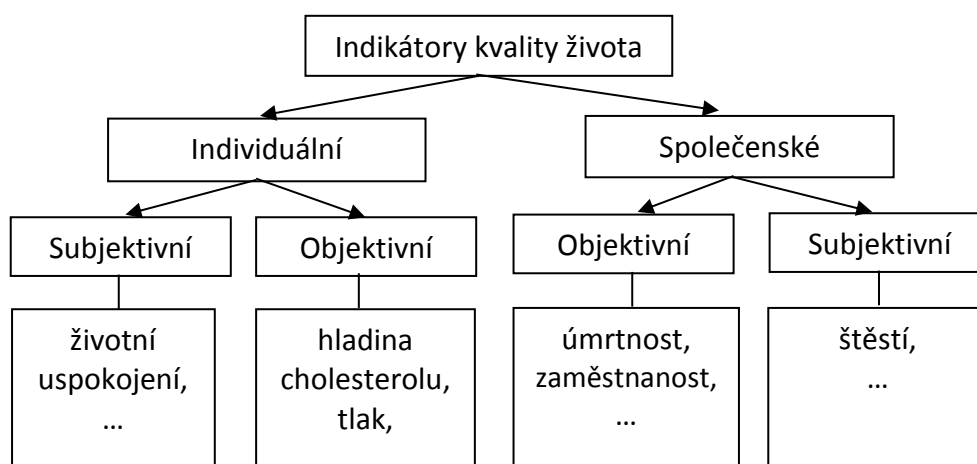 Indikátory kvality života
Individuální
Společenské
Subjektivní
Objektivní
Objektivní
Subjektivní
životní
uspokojení,
...
hladina
cholesterolu,
tlak,
úmrtnost,
zaměstnanost,
...
štěstí,
...